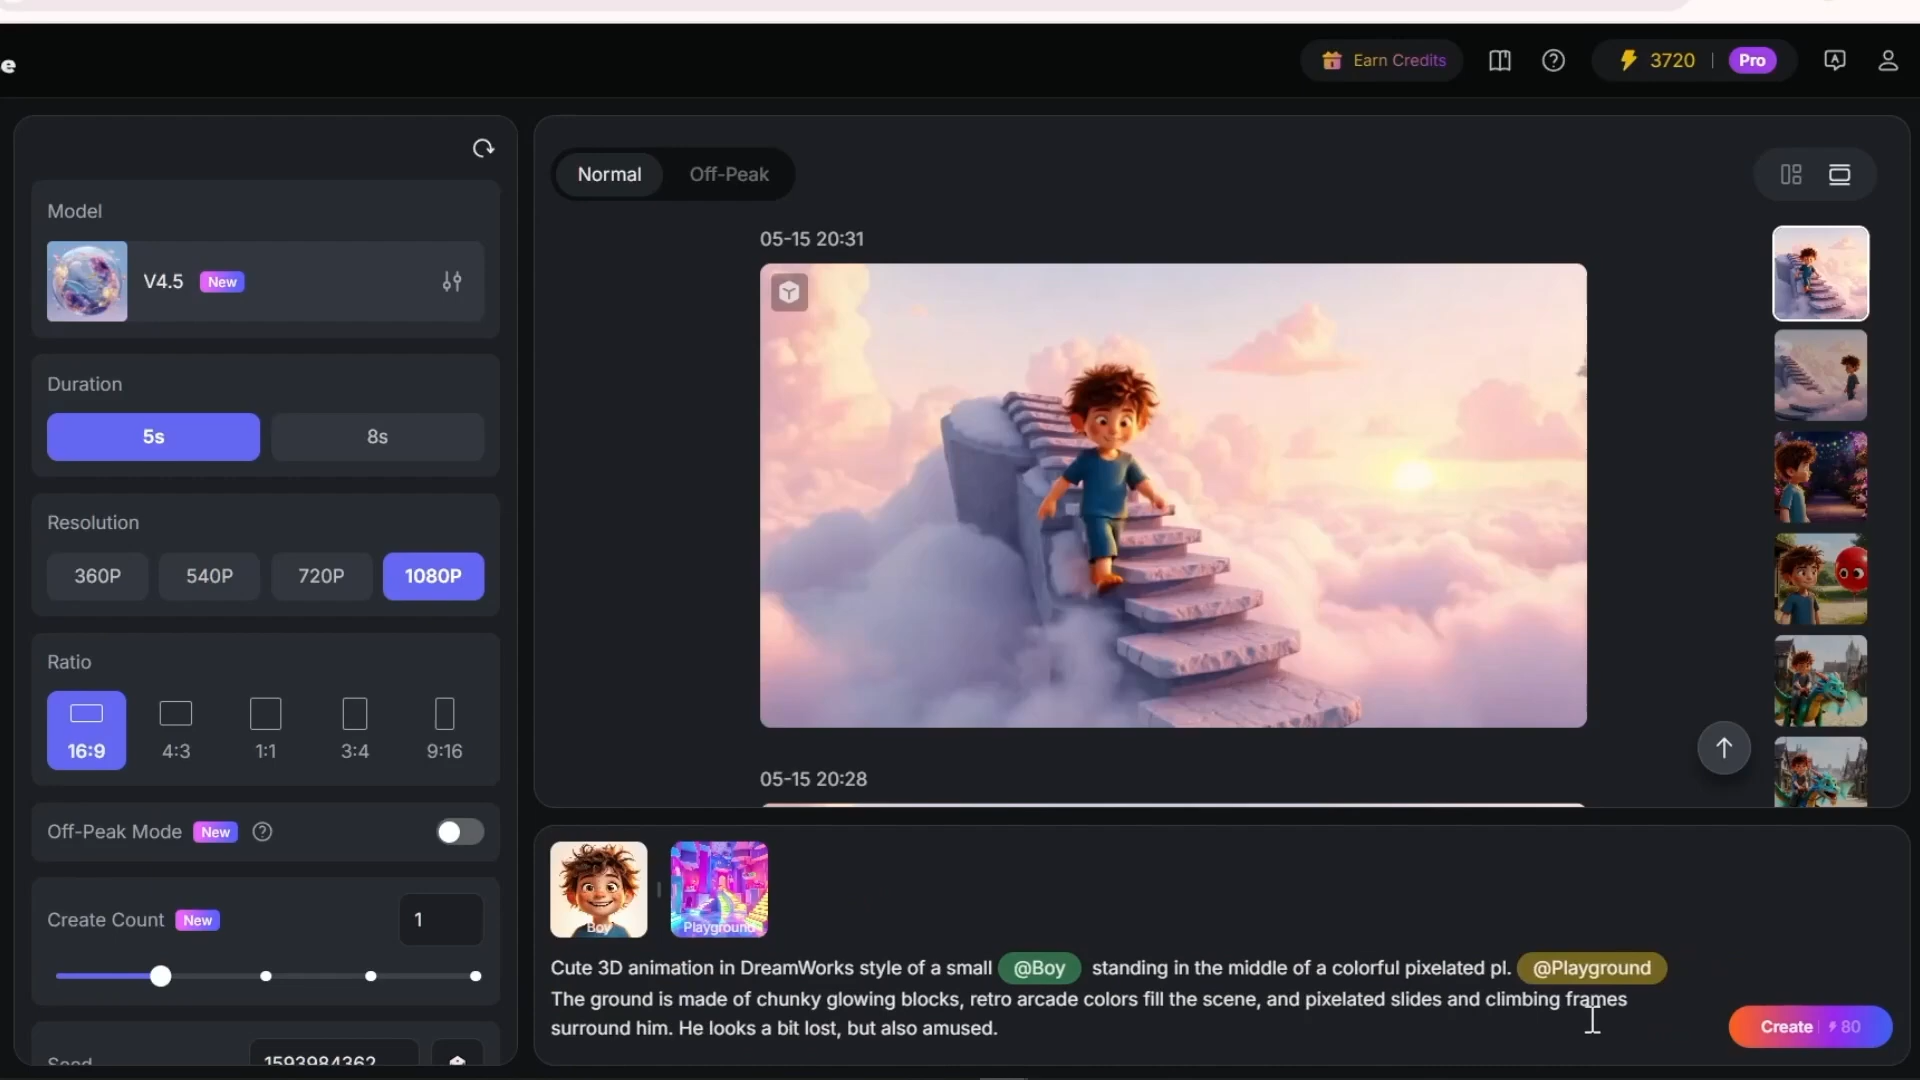 e
Earn Credits
3720
Pro
Model
V4.5 New
Duration
5s
8s
Resolution
360P
540P
720P
1080P
Ratio
16:9
4:3
1:1
3:4
9:16
Off-Peak Mode New
Create Count New
1
Seed
1593984362
Normal
Off-Peak
05-15 20:31
05-15 20:28
Boy
Playground
Cute 3D animation in DreamWorks style of a small @Boy standing in the middle of a colorful pixelated pl. @Playground
The ground is made of chunky glowing blocks, retro arcade colors fill the scene, and pixelated slides and climbing frames
surround him. He looks a bit lost, but also amused.
Create 80